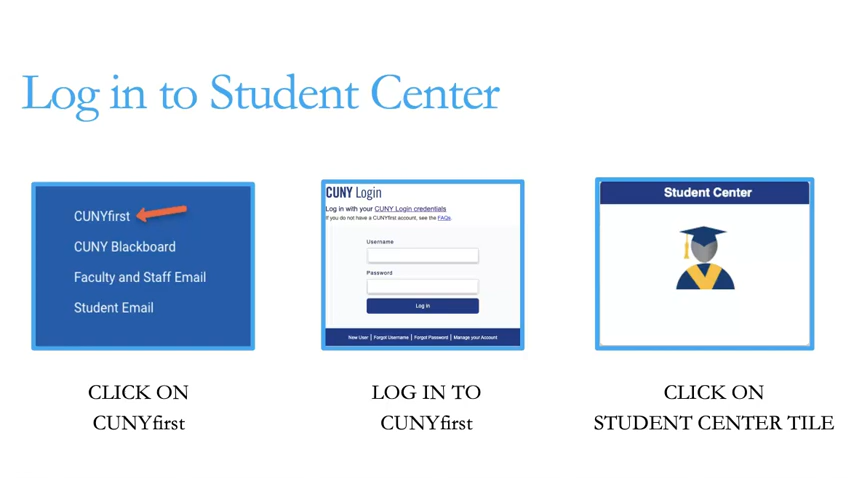 Log in to Student Center
CUNYfirst
CUNY Blackboard
Faculty and Staff Email
Student Email
CLICK ON
CUNYfirst
CUNY Login
Log in with your CUNY Login credentials
If you do not have a CUNYfirst account, see the FAQs.
Username
Password
Log in
New User | Forgot Username | Forgot Password | Manage your Account
LOG IN TO
CUNYfirst
Student Center
CLICK ON
STUDENT CENTER TILE